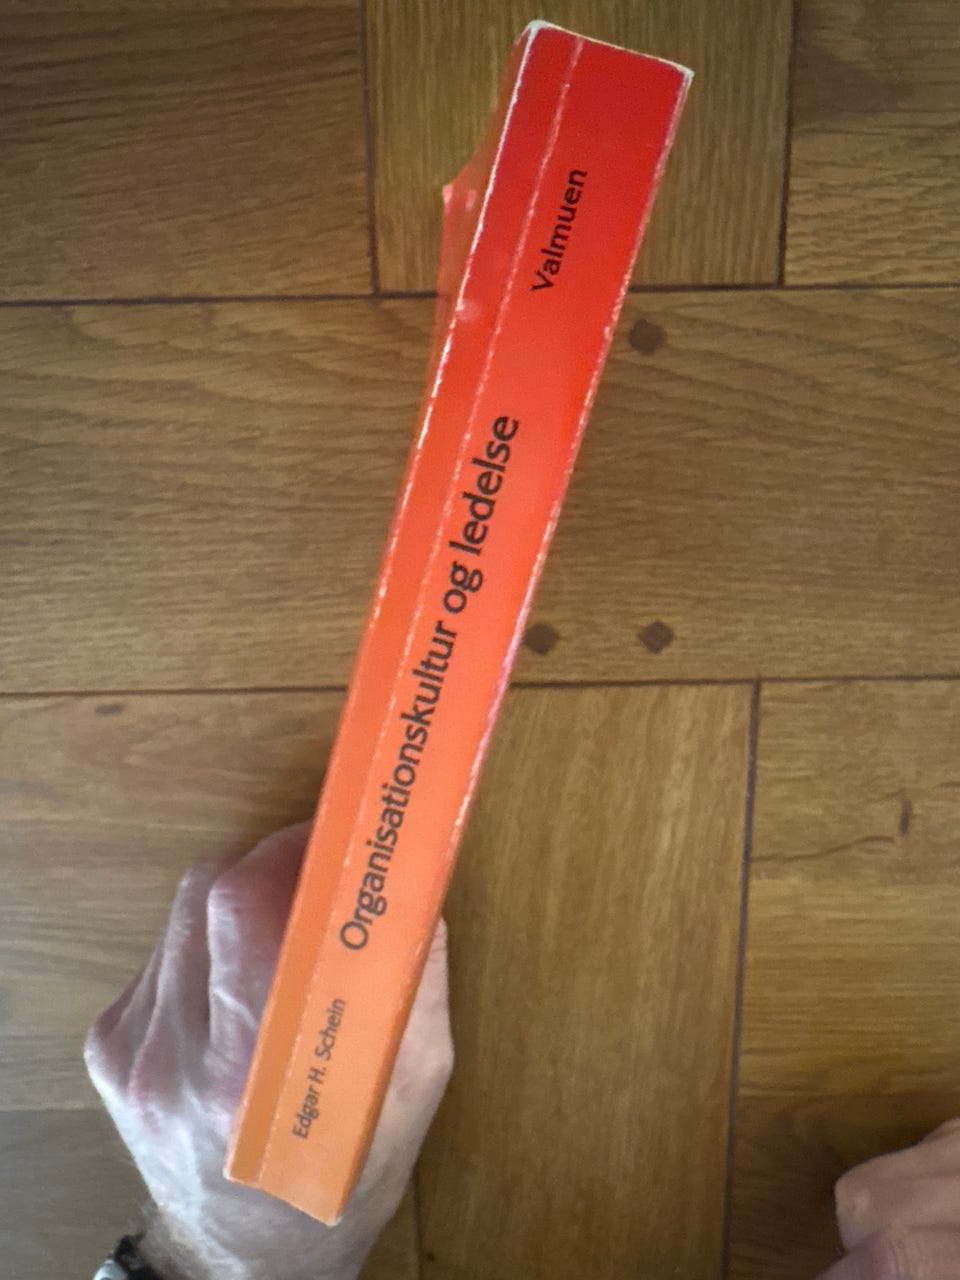 Edgar H. Schein
Organisationskultur og ledelse
Valmuen